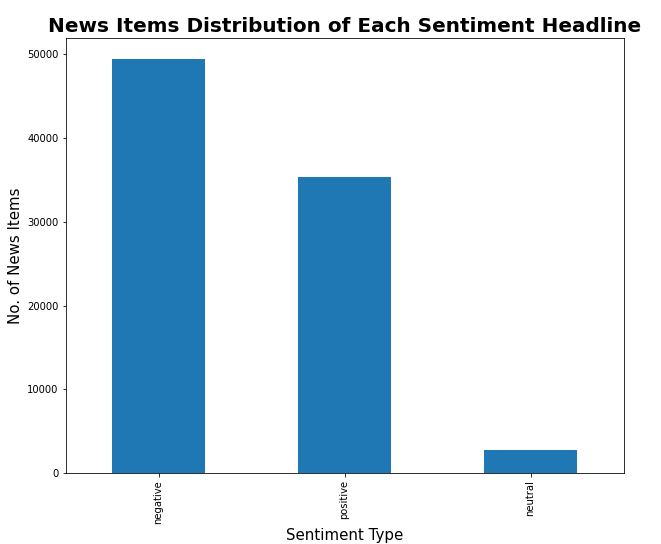 News Items Distribution of Each Sentiment Headline
50000
40000
30000
20000
10000
0
No. of News Items
negative
positive
neutral
Sentiment Type